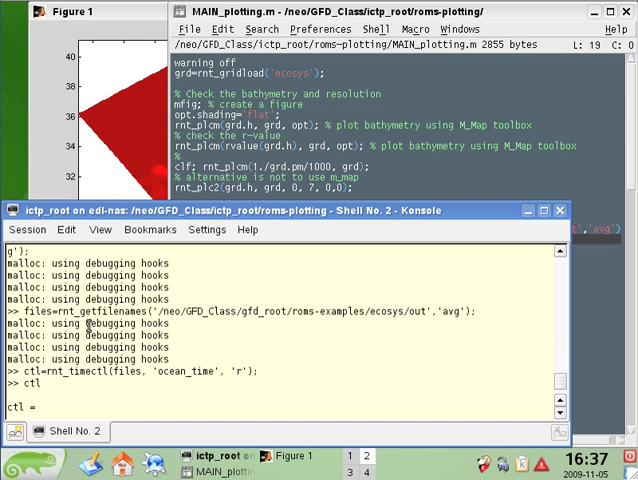 Figure 1
MAIN_plotting.m - /neo/GFD_Class/ictp_root/roms-plotting/
File Edit Search Preferences Shell Macro Windows
/neo/GFD_Class/ictp_root/roms-plotting/MAIN_plotting.m 2855 bytes
L: 19 C: 0
40
38
36
34
32
warning off
grd=rnt_gridload('ecosys');
% Check the bathymetry and resolution
mfig; % create a figure
opt.shading='flat';
rnt_plcm(grd.h, grd, opt); % plot bathymetry using M_Map toolbox
% check the r-value
rnt_plcm(rvalue(grd.h), grd, opt); % plot bathymetry using M_Map toolbox
%
clf; rnt_plcm(1./grd.pm/1000, grd);
% alternative is not to use m_map
rnt_plc2(grd.h, grd, 0, 7, 0,0);
t','avg')
ictp_root on edl-nas: /neo/GFD_Class/ictp_root/roms-plotting - Shell No. 2 - Konsole
Session Edit View Bookmarks Settings Help
g');
malloc: using debugging hooks
malloc: using debugging hooks
malloc: using debugging hooks
malloc: using debugging hooks
>> files=rnt_getfilenames('/neo/GFD_Class/gfd_root/roms-examples/ecosys/out','avg');
malloc: using debugging hooks
malloc: using debugging hooks
malloc: using debugging hooks
malloc: using debugging hooks
>> ctl=rnt_timectl(files, 'ocean_time', 'r');
>> ctl
ctl =
Shell No. 2
ictp_root on
Figure 1
MAIN_plottin
1 2
3 4
16:37
2009-11-05